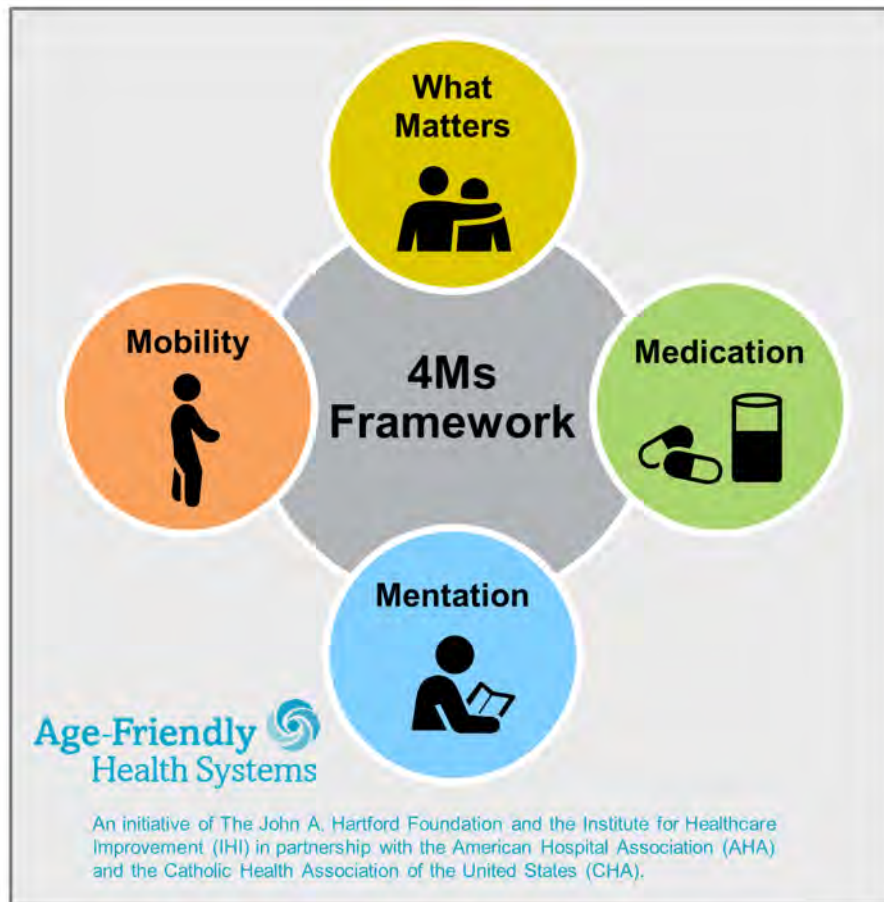 What
Matters
Mobility
4Ms
Framework
Medication
Mentation
Age-Friendly
Health Systems
An initiative of The John A. Hartford Foundation and the Institute for Healthcare
Improvement (IHI) in partnership with the American Hospital Association (AHA)
and the Catholic Health Association of the United States (CHA).